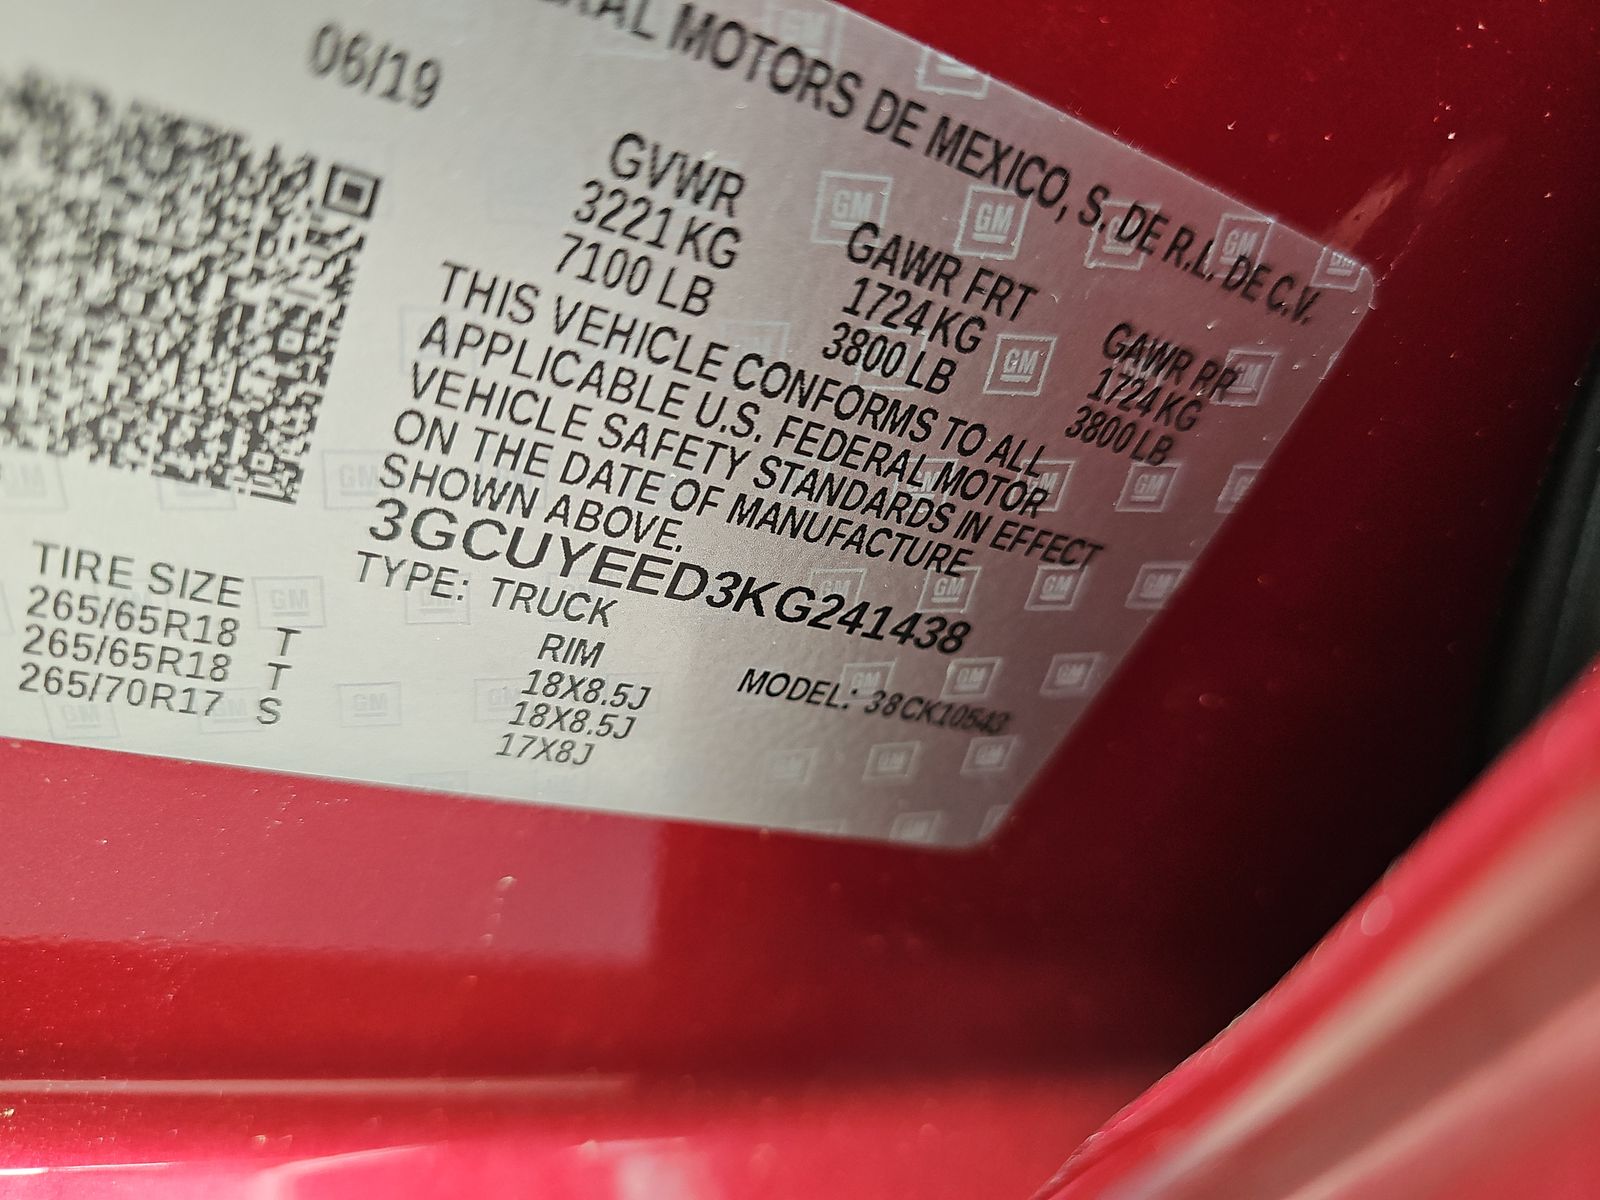 06/19
MOTORS DE MEXICO, S. DE R.L. DE C.V.
GVWR
3221 KG
7100 LB
GAWR FRT
1724 KG
3800 LB
GAWR RR
1724 KG
3800 LB
THIS VEHICLE CONFORMS TO ALL
APPLICABLE U.S. FEDERAL MOTOR
VEHICLE SAFETY STANDARDS IN EFFECT
ON THE DATE OF MANUFACTURE
SHOWN ABOVE.
3GCUYEED3KG241438
TYPE: TRUCK
MODEL: 38CK10543
TIRE SIZE RIM
265/65R18 T 18X8.5J
265/65R18 T 18X8.5J
265/70R17 S 17X8J
GM